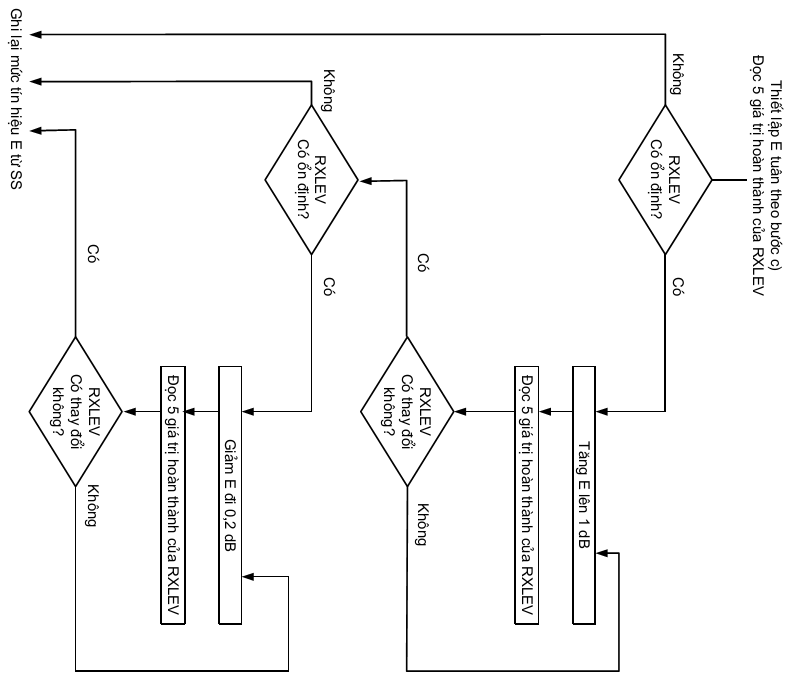 Thiết lập E tuân theo bước c)
Đọc 5 giá trị hoàn thành của RXLEV
RXLEV
Có ổn định?
Không
Có
Tăng E lên 1 dB
Đọc 5 giá trị hoàn thành của RXLEV
RXLEV
Có thay đổi
không?
Không
Có
RXLEV
Có ổn định?
Không
Có
Giảm E đi 0,2 dB
Đọc 5 giá trị hoàn thành của RXLEV
RXLEV
Có thay đổi
không?
Không
Có
Ghi lại mức tín hiệu E từ SS